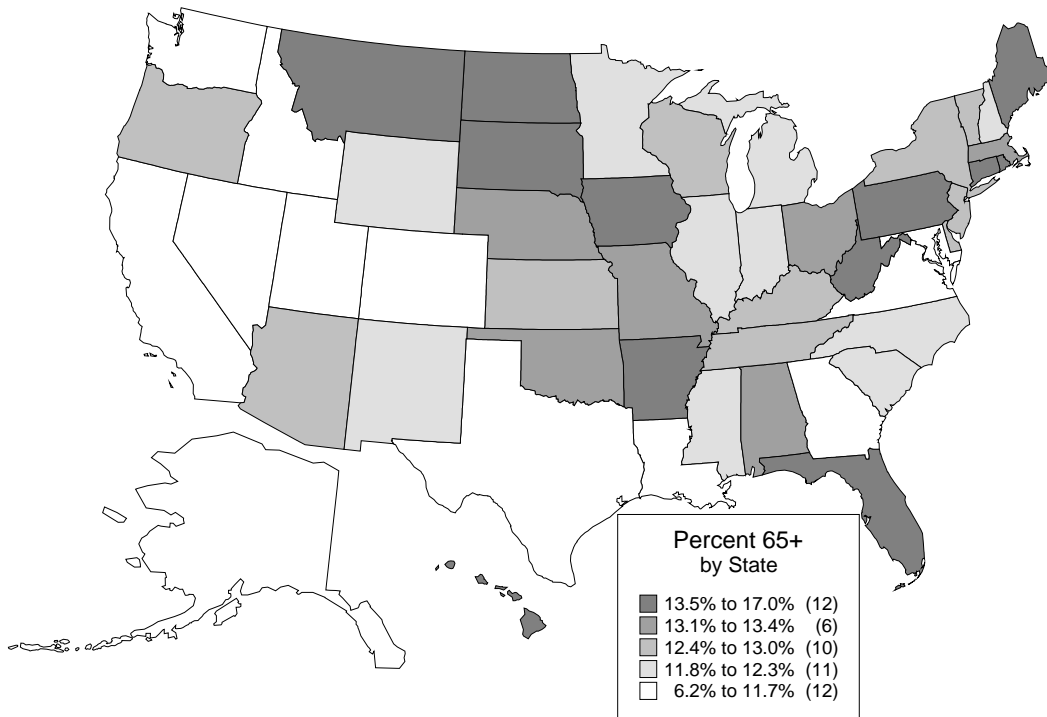 Percent 65+
by State
13.5% to 17.0% (12)
13.1% to 13.4% (6)
12.4% to 13.0% (10)
11.8% to 12.3% (11)
6.2% to 11.7% (12)